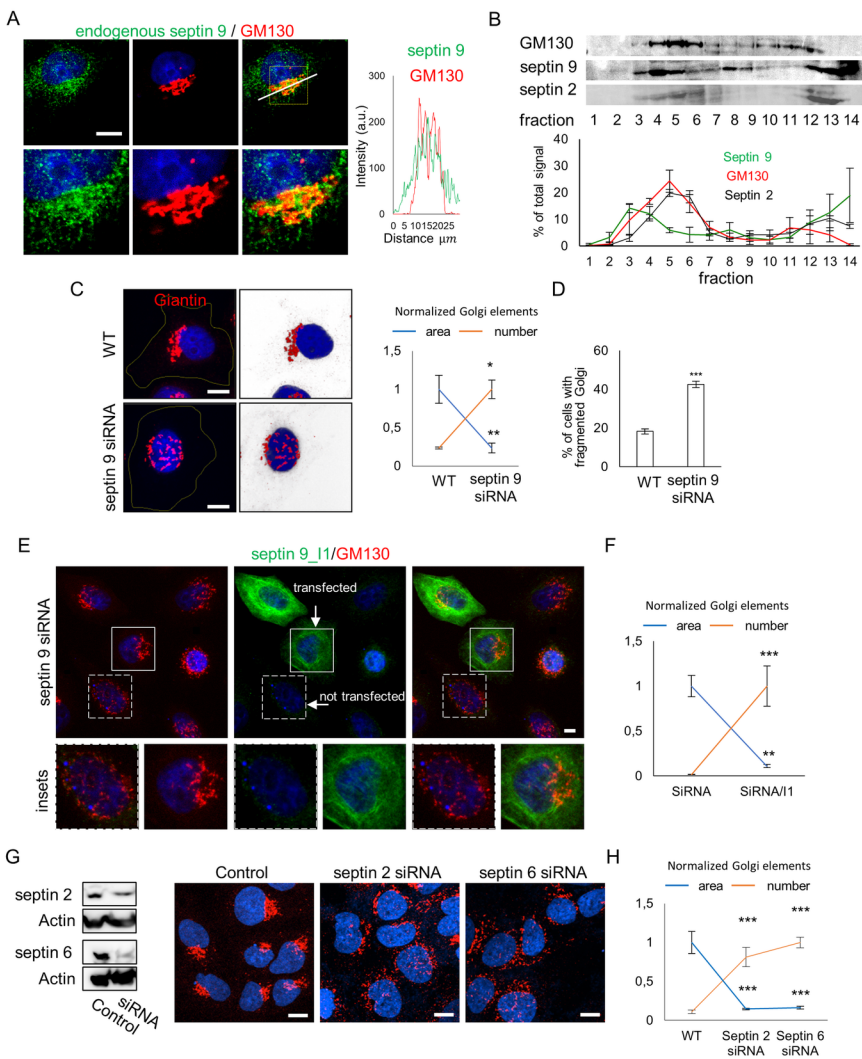 A
endogenous septin 9 / GM130
septin 9
GM130
Intensity (a.u.)
300
200
100
0
0 5 10 15 20 25
Distance µm
B
GM130
septin 9
septin 2
fraction 1 2 3 4 5 6 7 8 9 10 11 12 13 14
% of total signal
40
30
20
10
0
Septin 9
GM130
Septin 2
1 2 3 4 5 6 7 8 9 10 11 12 13 14
fraction
C
Giantin
WT
septin 9 siRNA
Normalized Golgi elements
area number
1,5
1
0,5
0
*
**
WT septin 9
siRNA
D
% of cells with
fragmented Golgi
60
40
20
0
***
WT septin 9
siRNA
E
septin 9_I1/GM130
septin 9 siRNA
transfected
not transfected
insets
F
Normalized Golgi elements
area number
1,5
1
0,5
0
***
**
SiRNA SiRNA/I1
G
septin 2
Actin
septin 6
Actin
Control
siRNA
Control septin 2 siRNA septin 6 siRNA
H
Normalized Golgi elements
area number
1,5
1
0,5
0
*** ***
*** ***
WT Septin 2 Septin 6
siRNA siRNA